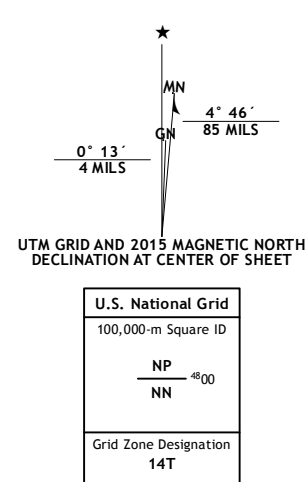 ★
MN
4° 46´
85 MILS
GN
0° 13´
4 MILS
UTM GRID AND 2015 MAGNETIC NORTH
DECLINATION AT CENTER OF SHEET
U.S. National Grid
100,000-m Square ID
NP
4800
NN
Grid Zone Designation
14T